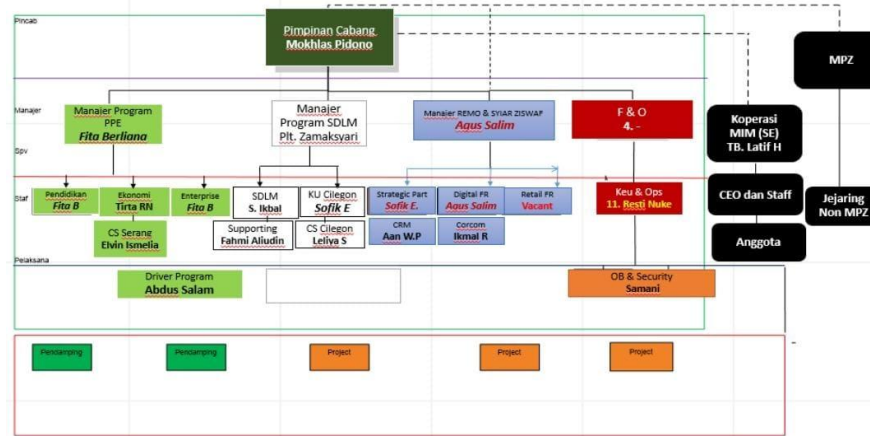 Pincab
Pimpinan Cabang
Mokhlas Pidono
MPZ
Manajer
Manajer Program
PPE
Fita Berliana
Manajer
Program SDLM
Plt. Zamaksyari
Manajer REMO & SYIAR ZISWAF
Agus Salim
F & O
4. -
Koperasi
MIM (SE)
TB. Latif H
Spv
Staf
Pendidikan
Fita B
Ekonomi
Tirta RN
Enterprise
Fita B
SDLM
S. Ikbal
KU Cilegon
Sofik E
Strategic Part
Sofik E.
Digital FR
Agus Salim
Retail FR
Vacant
Keu & Ops
11. Resti Nuke
CEO dan Staff
Jejaring
Non MPZ
CS Serang
Elvin Ismelia
Supporting
Fahmi Aliudin
CS Cilegon
Leliya S
CRM
Aan W.P
Corcom
Ikmal R
Anggota
Pelaksana
Driver Program
Abdus Salam
OB & Security
Samani
Pendamping
Pendamping
Project
Project
Project